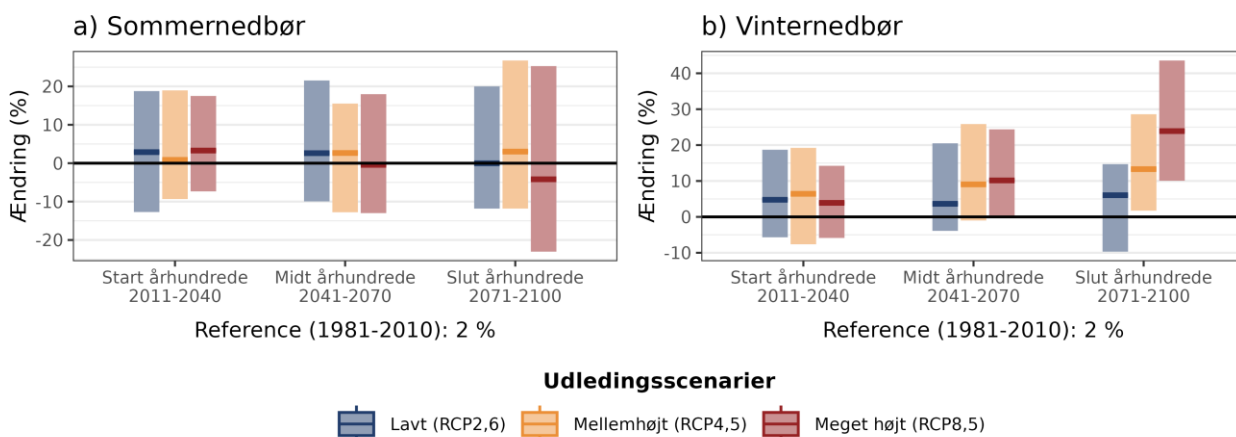 a) Sommernedbør
Ændring (%)
20
10
0
-10
-20
Start århundrede
2011-2040
Midt århundrede
2041-2070
Slut århundrede
2071-2100
Reference (1981-2010): 2 %
b) Vinternedbør
Ændring (%)
40
30
20
10
0
-10
Start århundrede
2011-2040
Midt århundrede
2041-2070
Slut århundrede
2071-2100
Reference (1981-2010): 2 %
Udledingsscenarier
Lavt (RCP2,6)
Mellemhøjt (RCP4,5)
Meget højt (RCP8,5)